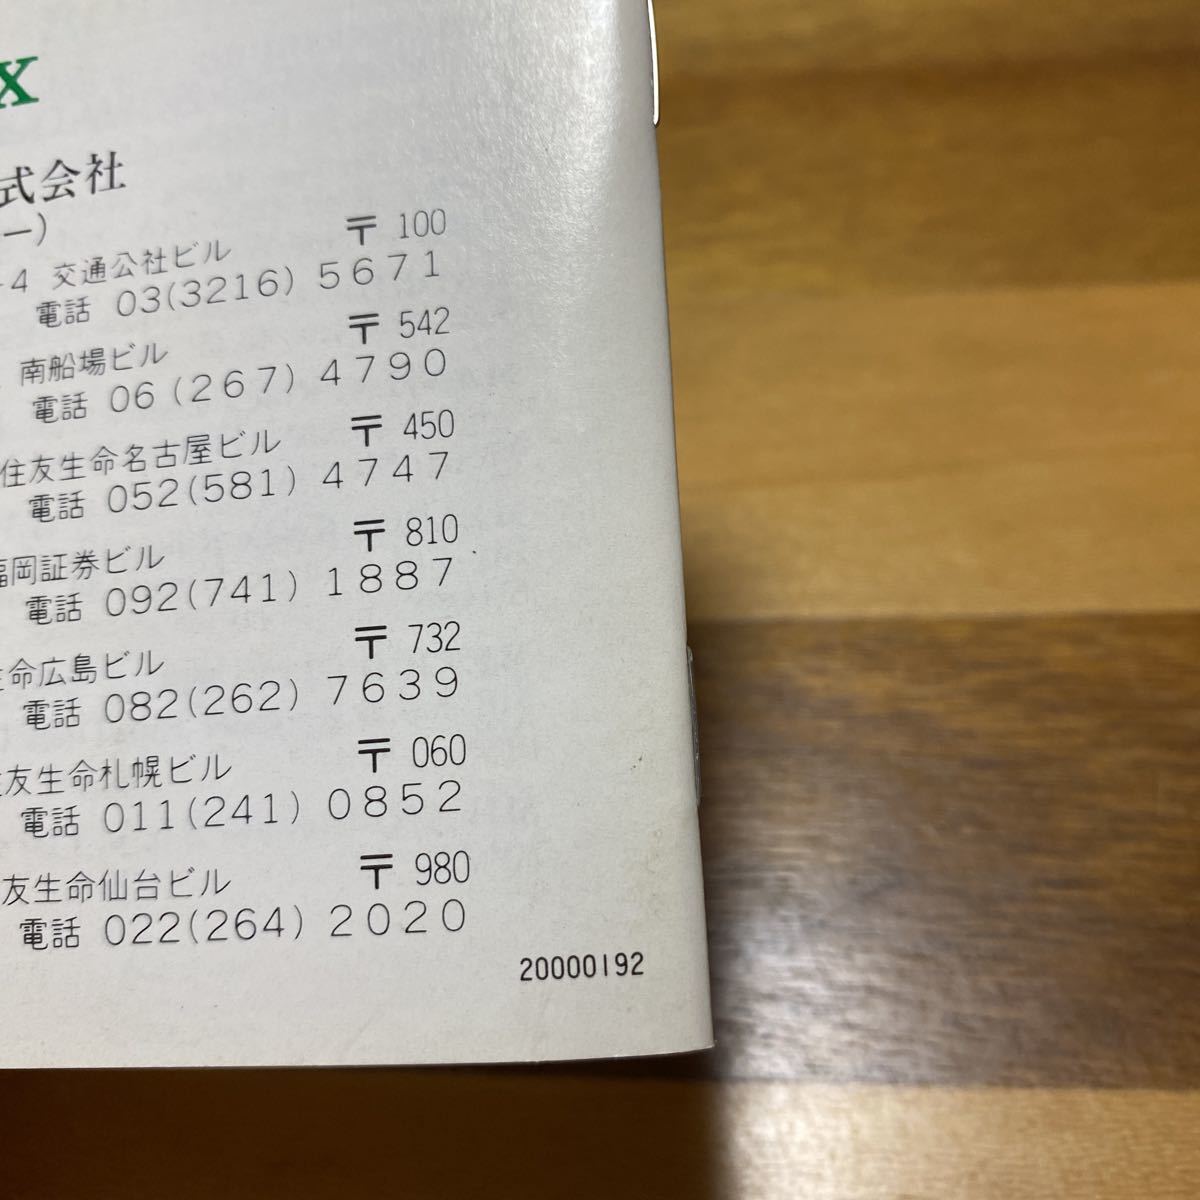 x
式会社
ー)
〒 100
-4 交通公社ビル
電話 03(3216) 5671
〒 542
南船場ビル
電話 06 (267) 4790
〒 450
住友生命名古屋ビル
電話 052(581) 4747
〒 810
福岡証券ビル
電話 092(741) 1887
〒 732
生命広島ビル
電話 082(262) 7639
〒 060
住友生命札幌ビル
電話 011(241) 0852
〒 980
友生命仙台ビル
電話 022(264) 2020
20000192